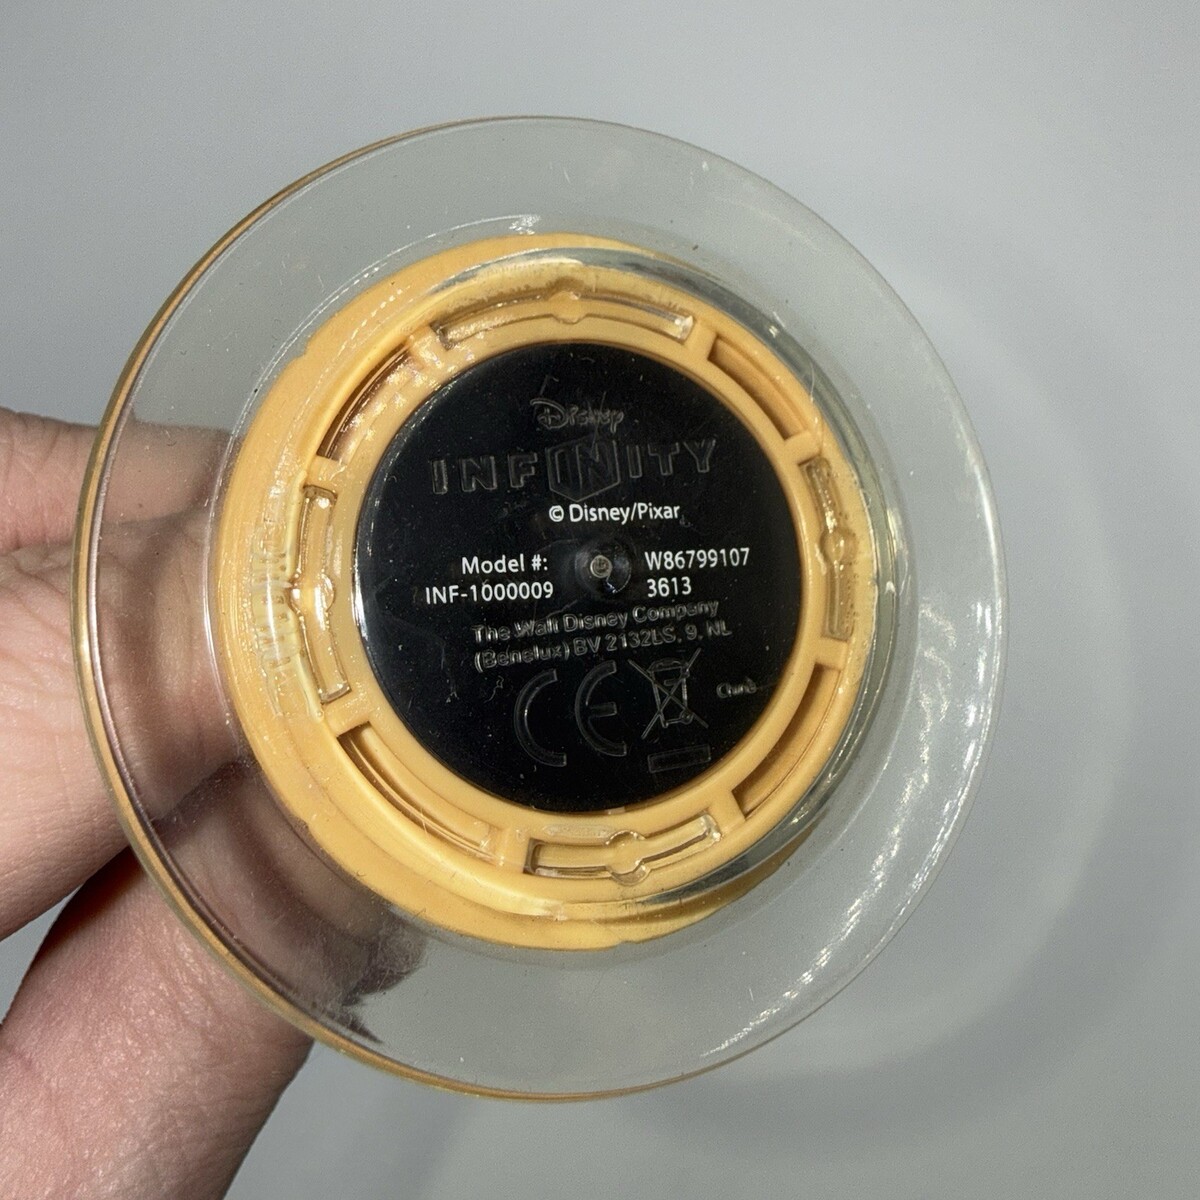 Disney
INFINITY
© Disney/Pixar
Model #: W86799107
INF-1000009 3613
The Walt Disney Company
(Benelux) BV 2132LS, 9, NL
CE
China